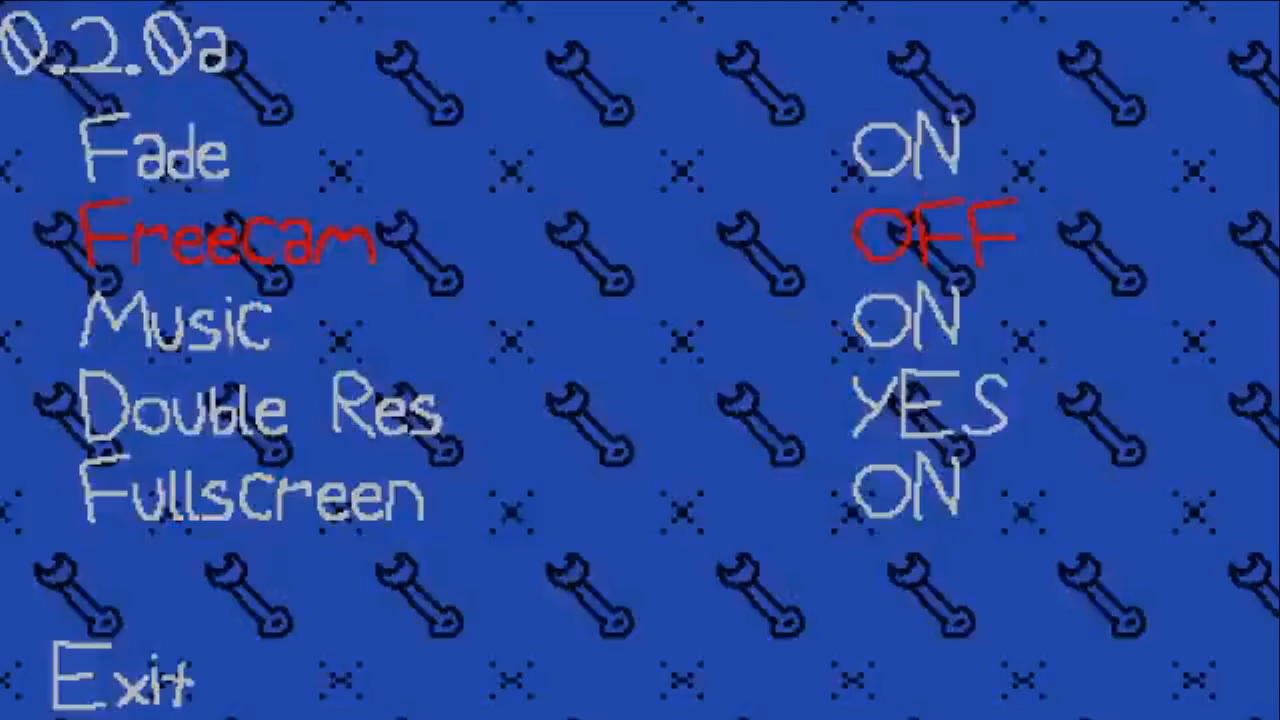 0.2.0a
Fade ON
Freecam OFF
Music ON
Double Res YES
Fullscreen ON
Exit